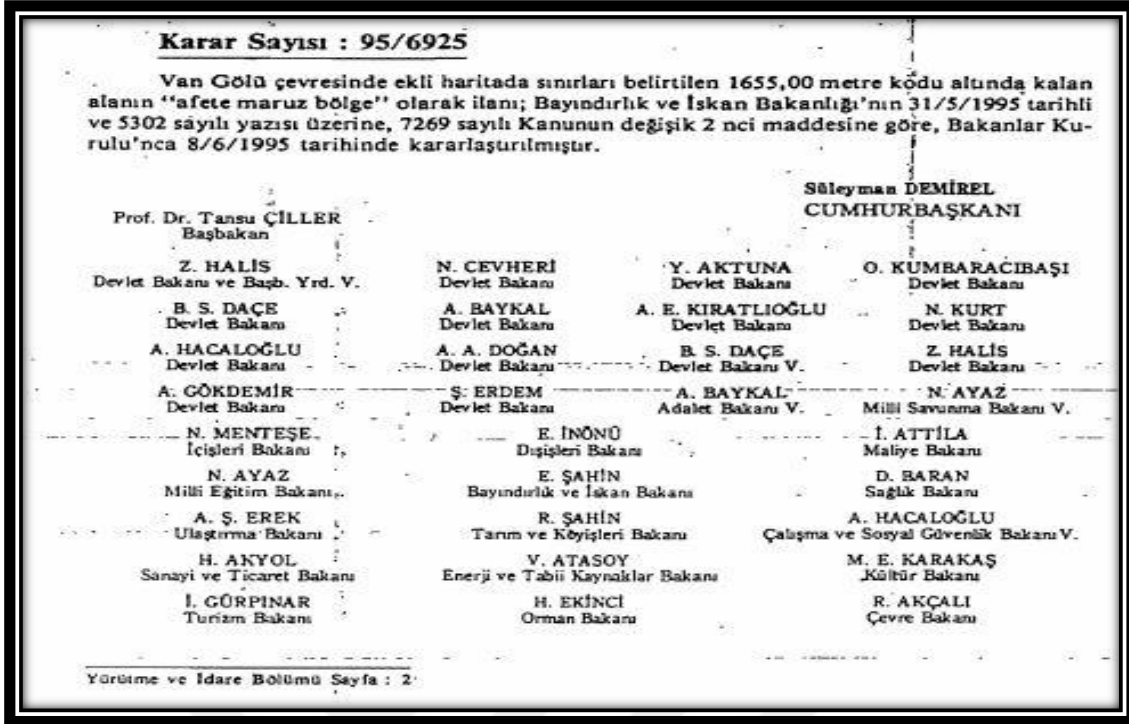 Karar Sayısı : 95/6925
Van Gölü çevresinde ekli haritada sınırları belirtilen 1655,00 metre kodu altında kalan
alanın “afete maruz bölge” olarak ilanı; Bayındırlık ve İskan Bakanlığı’nın 31/5/1995 tarihli
ve 5302 sayılı yazısı üzerine, 7269 sayılı Kanunun değişik 2 nci maddesine göre, Bakanlar Ku-
rulu’nca 8/6/1995 tarihinde kararlaştırılmıştır.
Süleyman DEMİREL
CUMHURBAŞKANI
Prof. Dr. Tansu ÇİLLER
Başbakan
Z. HALİS N. CEVHERİ Y. AKTUNA O. KUMBARACIBAŞI
Devlet Bakanı ve Başb. Yrd. V. Devlet Bakanı Devlet Bakanı Devlet Bakanı
B. S. DAÇE A. BAYKAL A. E. KIRATLIOĞLU N. KURT
Devlet Bakanı Devlet Bakanı Devlet Bakanı Devlet Bakanı
A. HACALOĞLU A. A. DOĞAN B. S. DAÇE Z. HALİS
Devlet Bakanı Devlet Bakanı Devlet Bakanı V. Devlet Bakanı
A. GÖKDEMİR Ş. ERDEM A. BAYKAL N. AYAZ
Devlet Bakanı Devlet Bakanı Adalet Bakanı V. Milli Savunma Bakanı V.
N. MENTEŞE E. İNÖNÜ İ. ATTİLA
İçişleri Bakanı Dışişleri Bakanı Maliye Bakanı
N. AYAZ E. ŞAHİN D. BARAN
Milli Eğitim Bakanı Bayındırlık ve İskan Bakanı Sağlık Bakanı
A. Ş. EREK R. ŞAHİN A. HACALOĞLU
Ulaştırma Bakanı Tarım ve Köyişleri Bakanı Çalışma ve Sosyal Güvenlik Bakanı V.
H. AKYOL V. ATASOY M. E. KARAKAŞ
Sanayi ve Ticaret Bakanı Enerji ve Tabii Kaynaklar Bakanı Kültür Bakanı
İ. GÜRPINAR H. EKİNCİ R. AKÇALI
Turizm Bakanı Orman Bakanı Çevre Bakanı
Yürütme ve İdare Bölümü Sayfa : 2